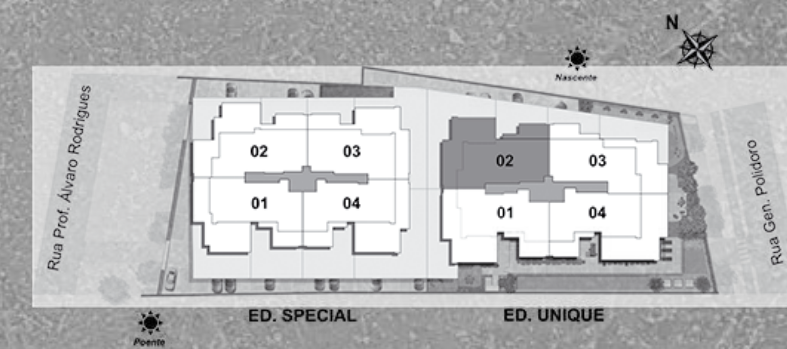 N
Nascente
Rua Prof. Álvaro Rodrigues
02
03
01
04
02
03
01
04
Rua Gen. Polidoro
ED. SPECIAL
ED. UNIQUE
Poente